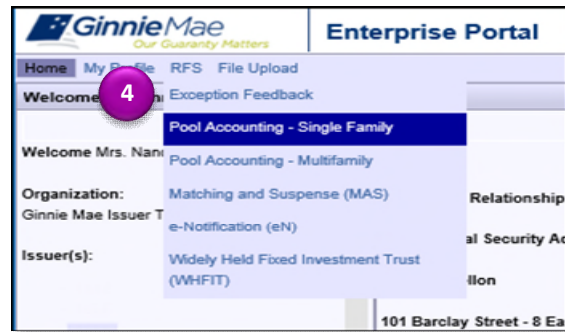 GinnieMae
Our Guaranty Matters
Enterprise Portal
Home My RFS File Upload
Welcome
4
Exception Feedback
Pool Accounting - Single Family
Welcome Mrs.
Pool Accounting - Multifamily
Organization:
Matching and Suspense (MAS)
Relationship
Ginnie Mae Issuer T
e-Notification (eN)
al Security Ac
Issuer(s):
Widely Held Fixed Investment Trust
(WHFIT)
llon
101 Barclay Street - 8 Ea